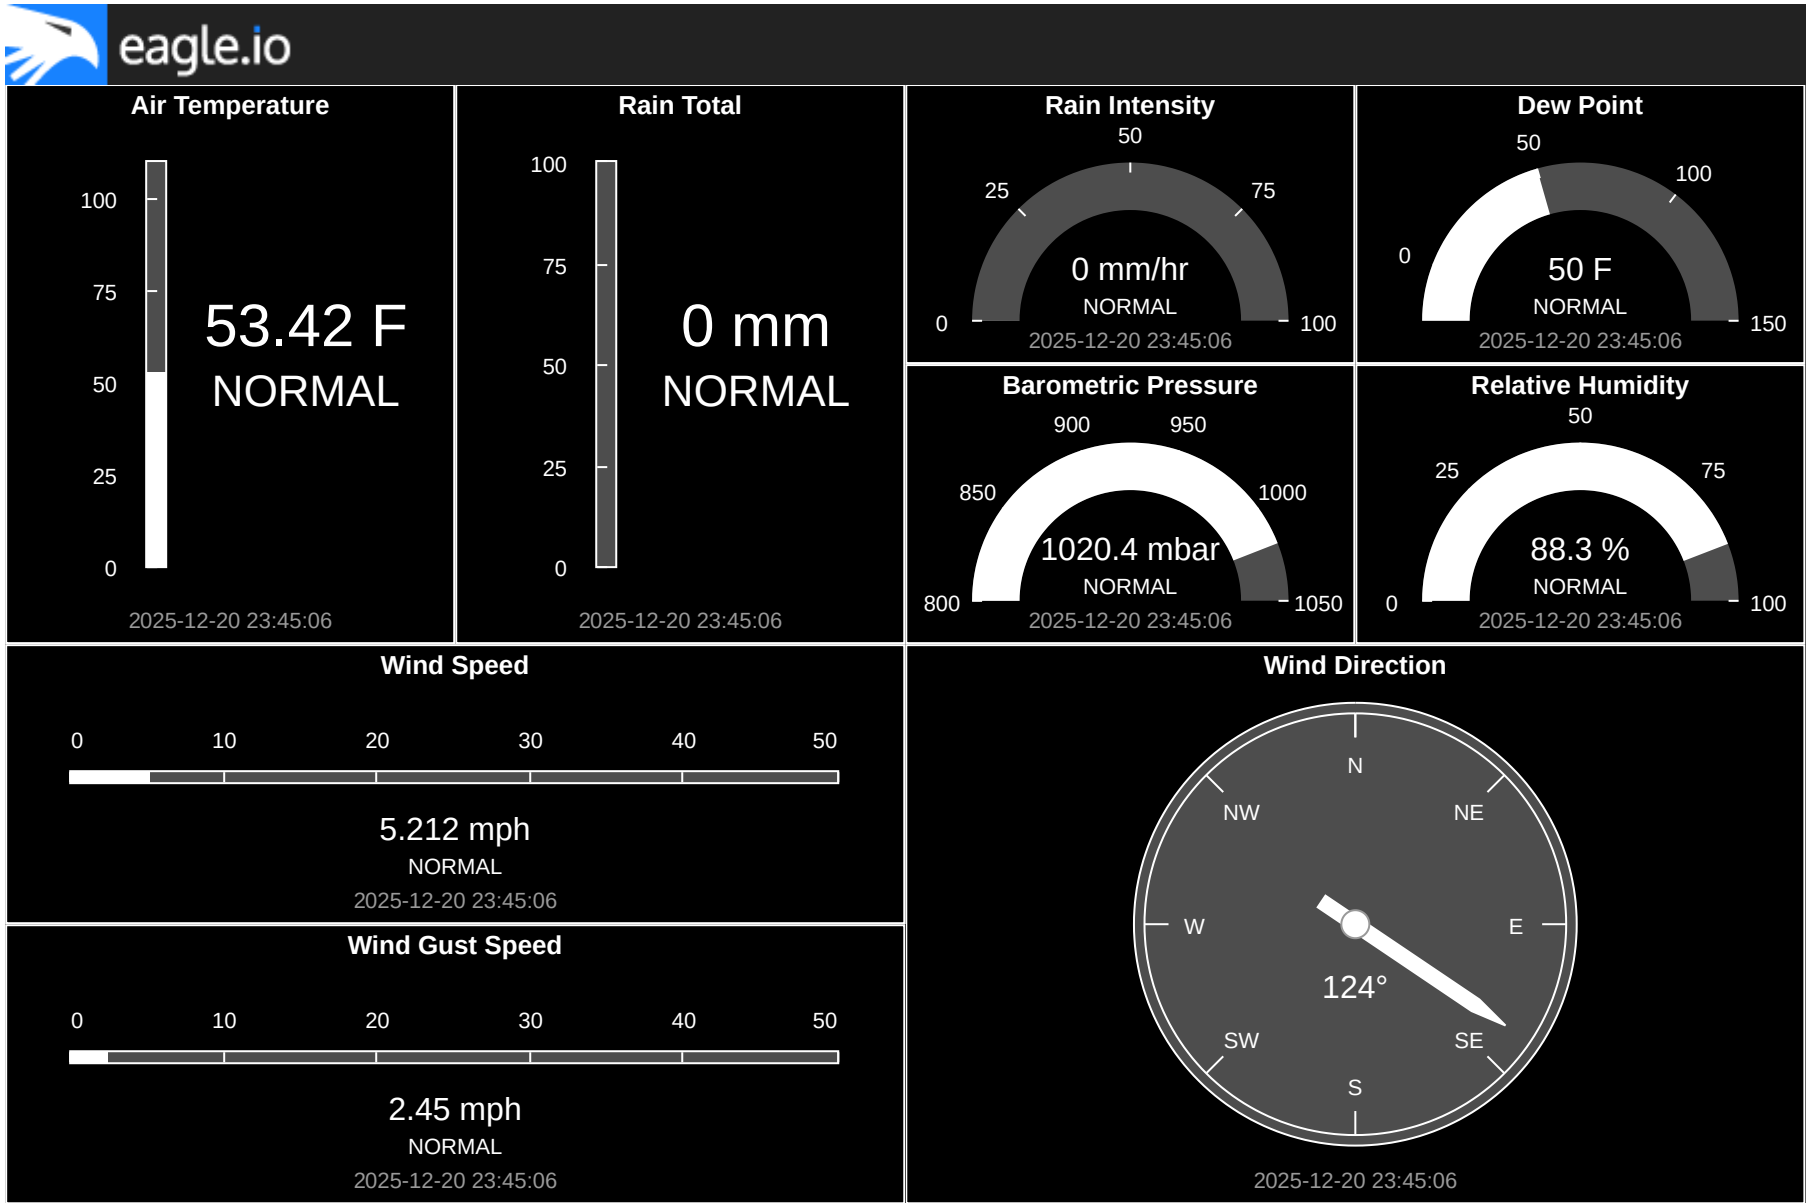 eagle.io
Air Temperature
100
75
50
25
0
53.42 F
NORMAL
2025-12-20 23:45:06
Rain Total
100
75
50
25
0
0 mm
NORMAL
2025-12-20 23:45:06
Rain Intensity
0
25
50
75
100
0 mm/hr
NORMAL
2025-12-20 23:45:06
Dew Point
0
50
100
150
50 F
NORMAL
2025-12-20 23:45:06
Barometric Pressure
800
850
900
950
1000
1050
1020.4 mbar
NORMAL
2025-12-20 23:45:06
Relative Humidity
0
25
50
75
100
88.3 %
NORMAL
2025-12-20 23:45:06
Wind Speed
0 10 20 30 40 50
5.212 mph
NORMAL
2025-12-20 23:45:06
Wind Gust Speed
0 10 20 30 40 50
2.45 mph
NORMAL
2025-12-20 23:45:06
Wind Direction
N
NW NE
W E
124°
SW SE
S
2025-12-20 23:45:06